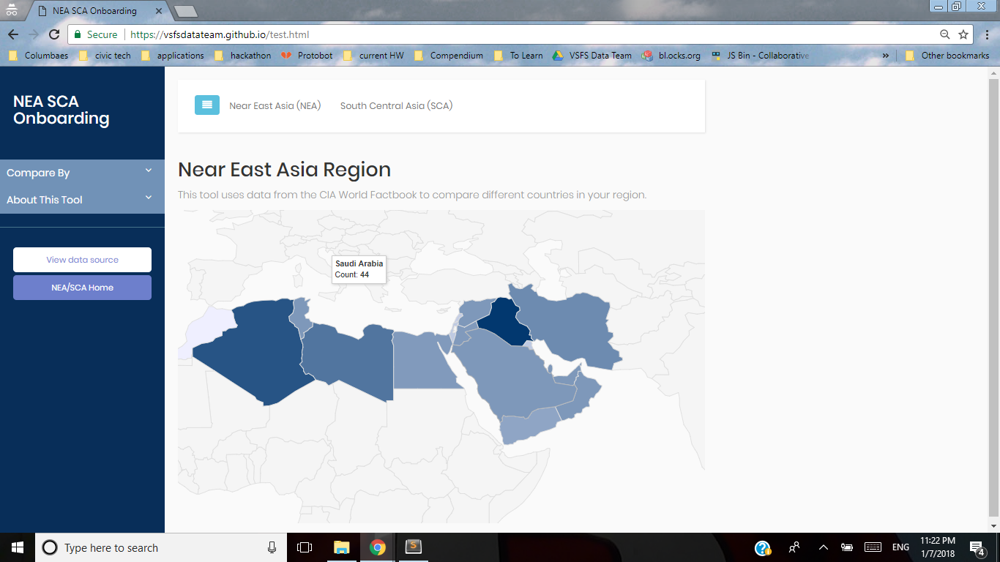 NEA SCA Onboarding
Secure
https://vsfsdatateam.github.io/test.html
Columbaes
civic tech
applications
hackathon
Protobot
current HW
Compendium
To Learn
VSFS Data Team
bl.ocks.org
JS Bin - Collaborative
»
Other bookmarks
NEA SCA
Onboarding
Compare By
About This Tool
View data source
NEA/SCA Home
Near East Asia (NEA)
South Central Asia (SCA)
Near East Asia Region
This tool uses data from the CIA World Factbook to compare different countries in your region.
Saudi Arabia
Count: 44
Type here to search
S
ENG
11:22 PM
1/7/2018
4